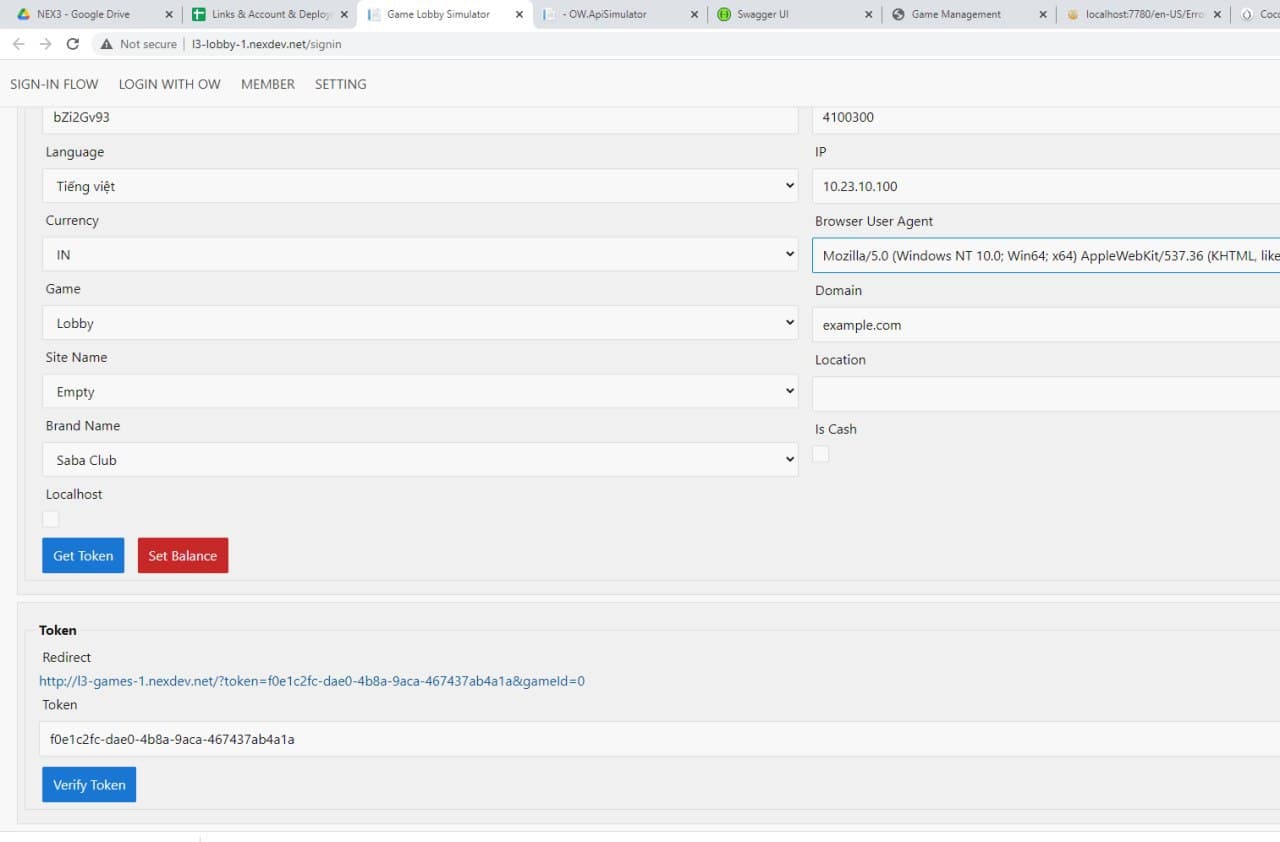 NEX3 - Google Drive
Links & Account & Deploy
Game Lobby Simulator
- OW.ApiSimulator
Swagger UI
Game Management
localhost:7780/en-US/Erro
Coco
Not secure
l3-lobby-1.nexdev.net/signin
SIGN-IN FLOW
LOGIN WITH OW
MEMBER
SETTING
bZi2Gv93
4100300
Language
IP
Tiếng việt
10.23.10.100
Currency
Browser User Agent
IN
Mozilla/5.0 (Windows NT 10.0; Win64; x64) AppleWebKit/537.36 (KHTML, like
Game
Domain
Lobby
example.com
Site Name
Location
Empty
Brand Name
Is Cash
Saba Club
Localhost
Get Token
Set Balance
Token
Redirect
http://l3-games-1.nexdev.net/?token=f0e1c2fc-dae0-4b8a-9aca-467437ab4a1a&gameId=0
Token
f0e1c2fc-dae0-4b8a-9aca-467437ab4a1a
Verify Token